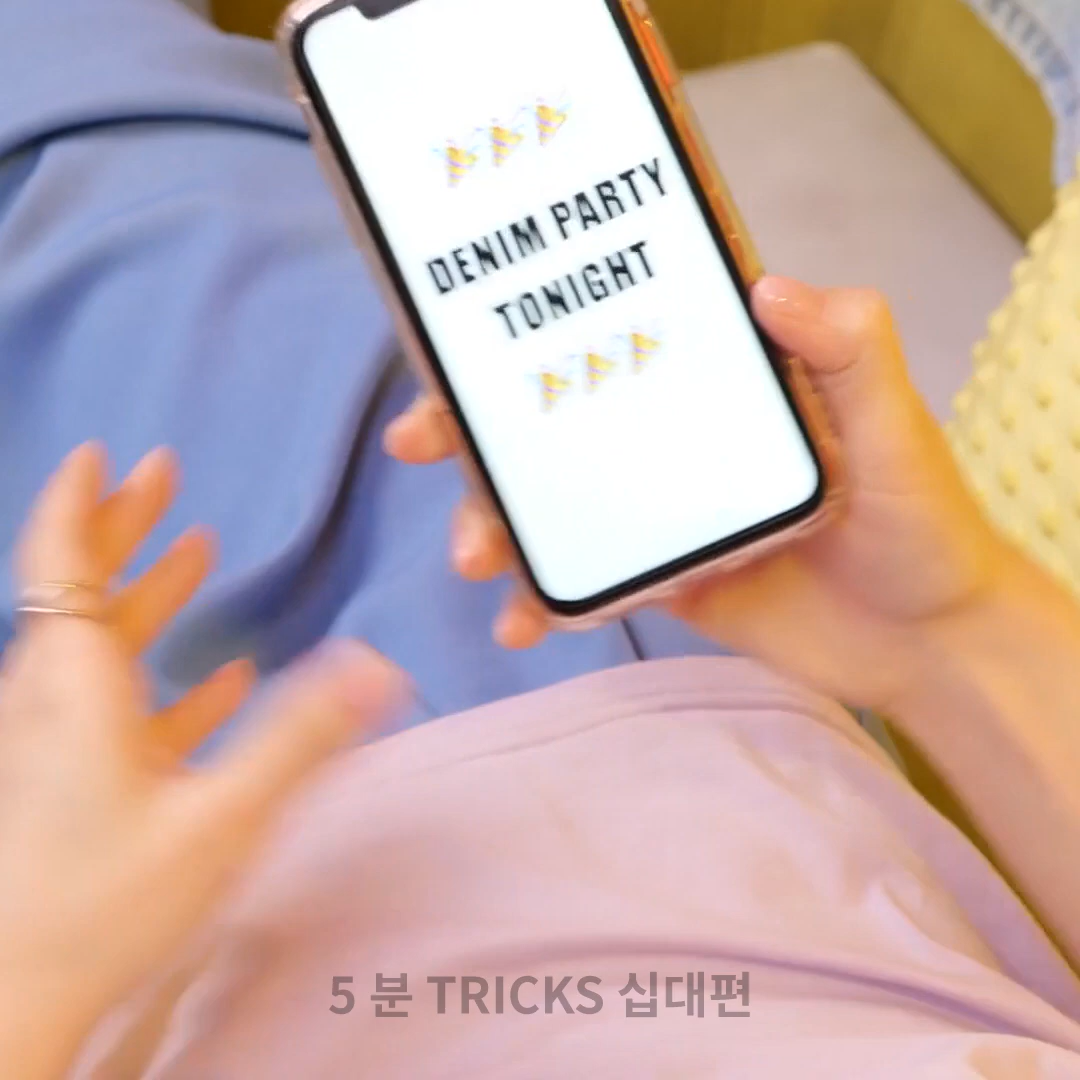 🎉🎉🎉
DENIM PARTY
TONIGHT
🎉🎉🎉
5 분 TRICKS 십대편